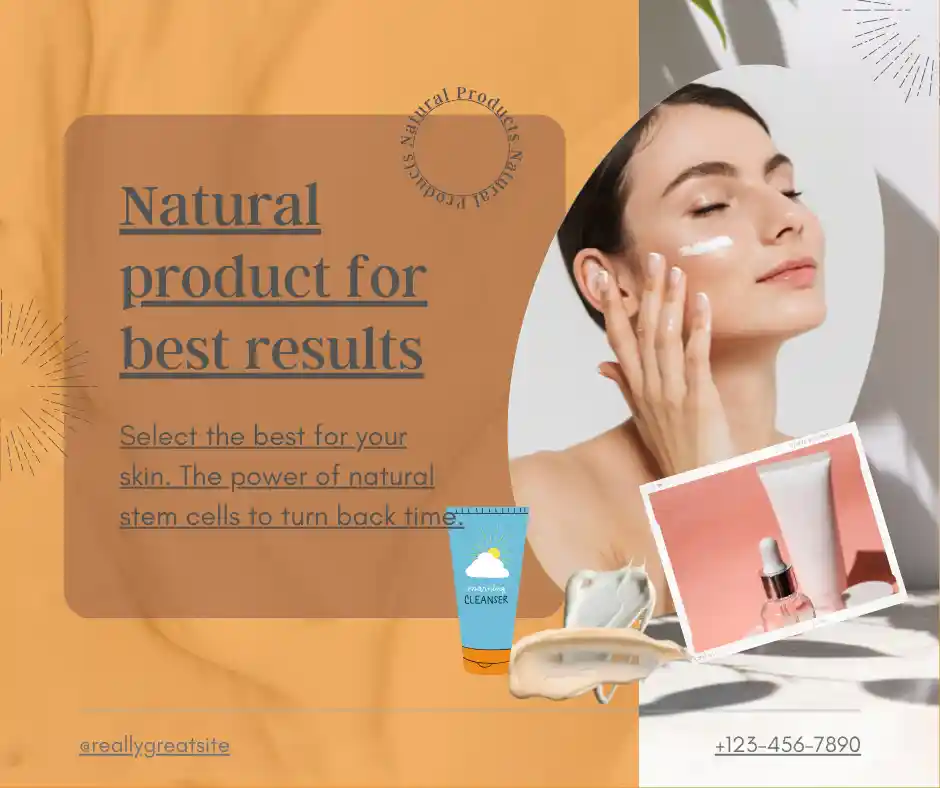 Natural Products Natural Products
Natural
product for
best results
Select the best for your
skin. The power of natural
stem cells to turn back time.
morning
CLEANSER
@reallygreatsite
+123-456-7890